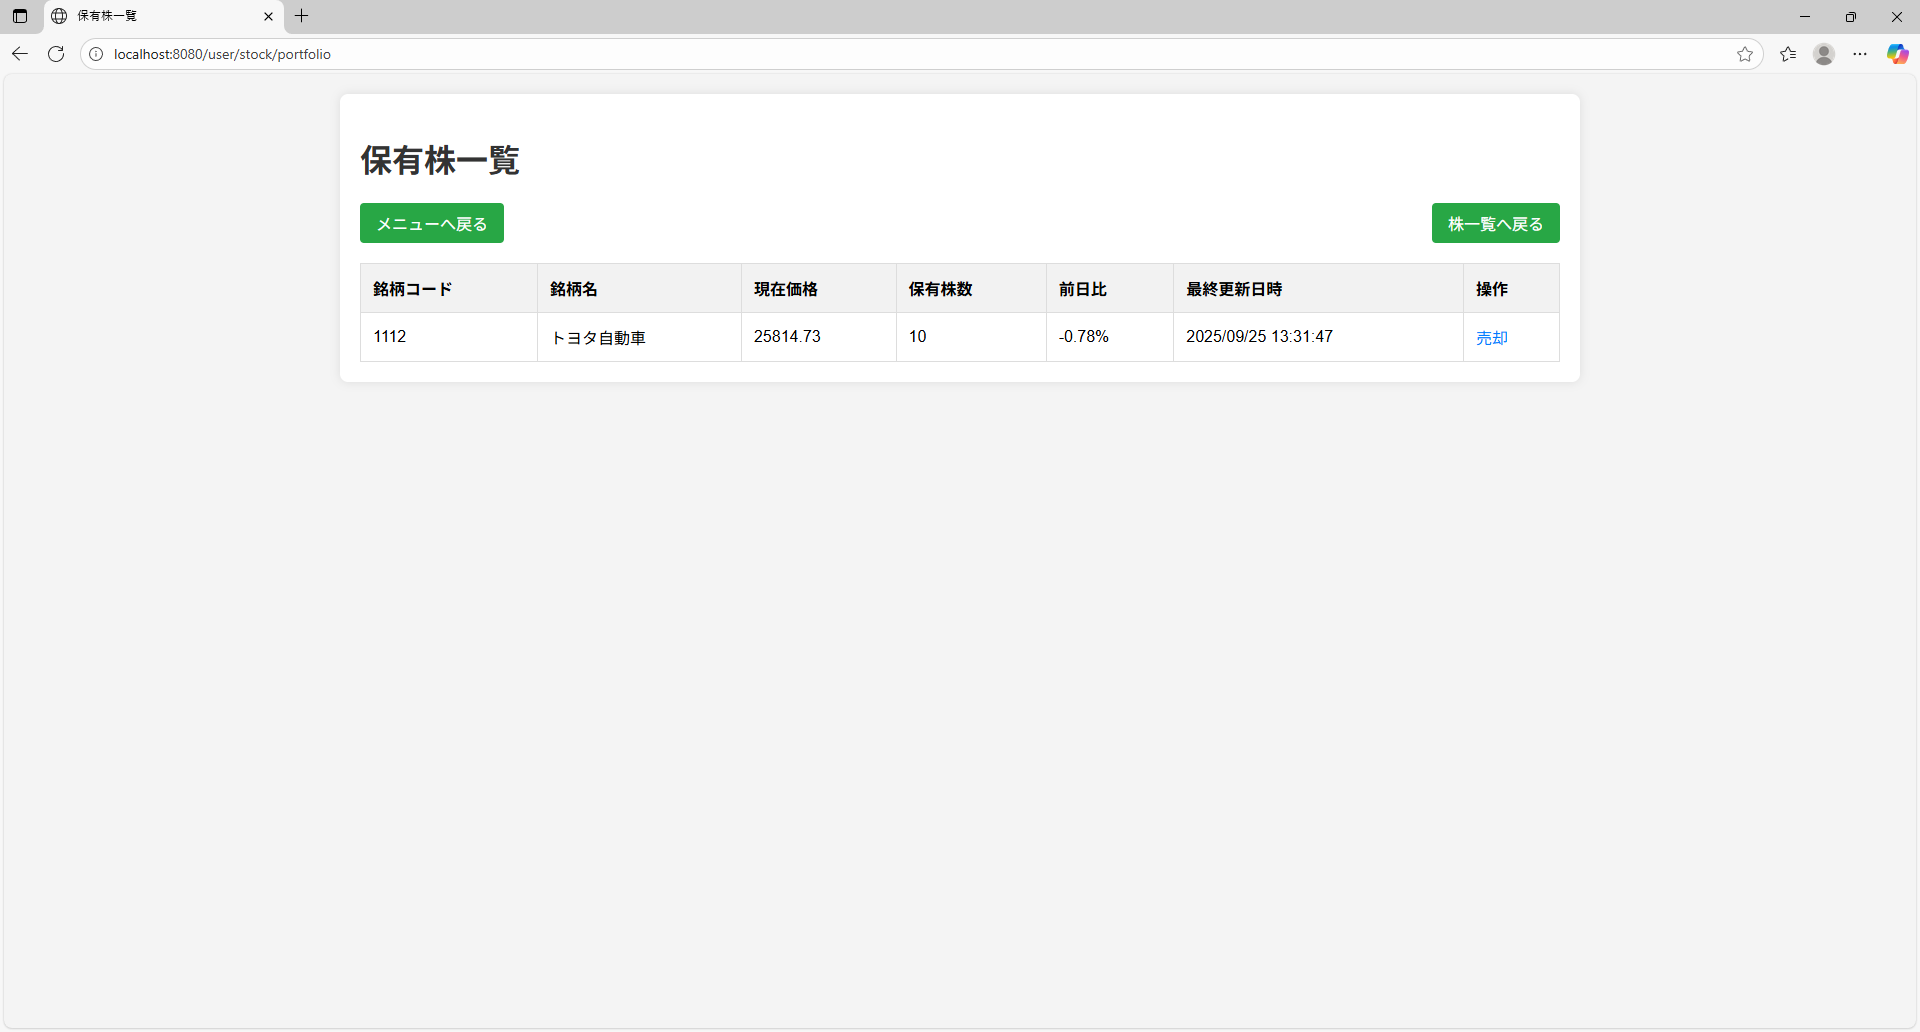 保有株一覧
localhost:8080/user/stock/portfolio
保有株一覧
メニューへ戻る 株一覧へ戻る
銘柄コード 銘柄名 現在価格 保有株数 前日比 最終更新日時 操作
1112 トヨタ自動車 25814.73 10 -0.78% 2025/09/25 13:31:47 売却